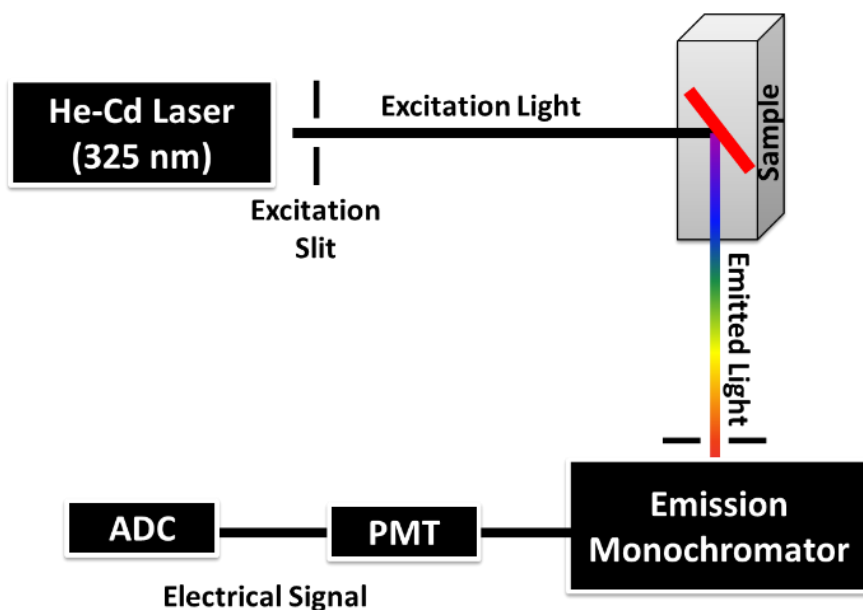 He-Cd Laser
(325 nm)
Excitation Light
Sample
Excitation
Slit
Emitted Light
Emission
Monochromator
ADC
PMT
Electrical Signal